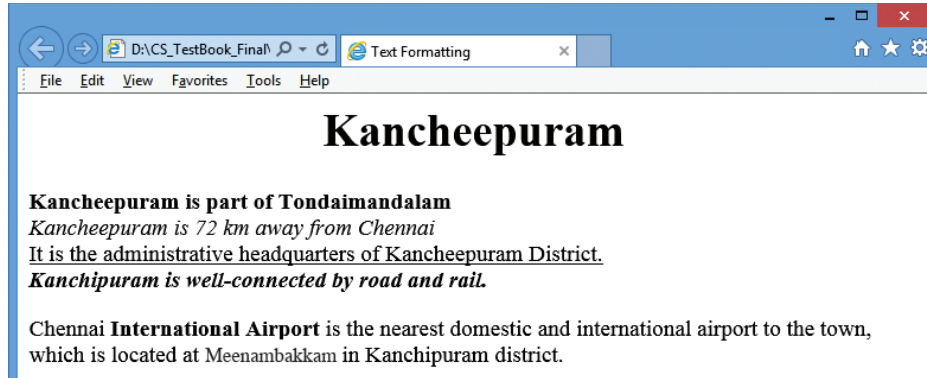 D:\CS_TestBook_Final\
Text Formatting
File Edit View Favorites Tools Help
Kancheepuram
Kancheepuram is part of Tondaimandalam
Kancheepuram is 72 km away from Chennai
It is the administrative headquarters of Kancheepuram District.
Kanchipuram is well-connected by road and rail.
Chennai International Airport is the nearest domestic and international airport to the town,
which is located at Meenambakkam in Kanchipuram district.